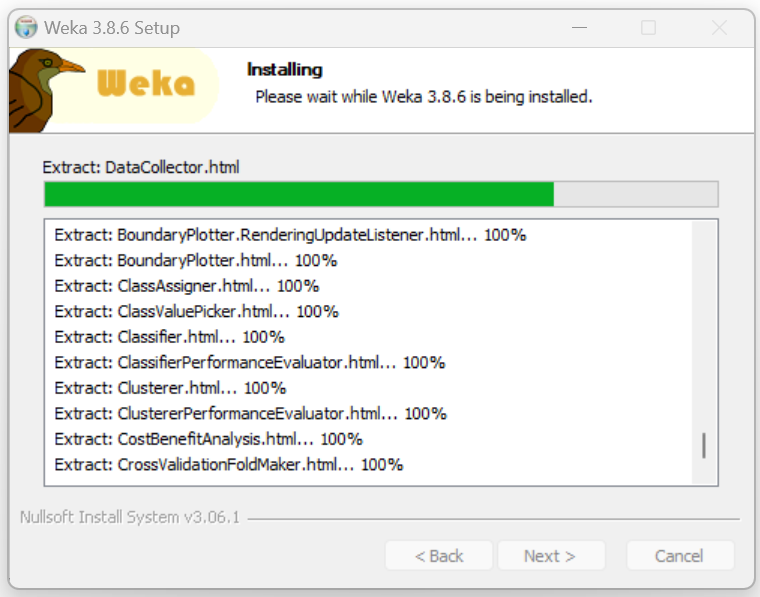 Weka 3.8.6 Setup
Weka
Installing
Please wait while Weka 3.8.6 is being installed.
Extract: DataCollector.html
Extract: BoundaryPlotter.RenderingUpdateListener.html... 100%
Extract: BoundaryPlotter.html... 100%
Extract: ClassAssigner.html... 100%
Extract: ClassValuePicker.html... 100%
Extract: Classifier.html... 100%
Extract: ClassifierPerformanceEvaluator.html... 100%
Extract: Clusterer.html... 100%
Extract: ClustererPerformanceEvaluator.html... 100%
Extract: CostBenefitAnalysis.html... 100%
Extract: CrossValidationFoldMaker.html... 100%
Nullsoft Install System v3.06.1
< Back Next > Cancel